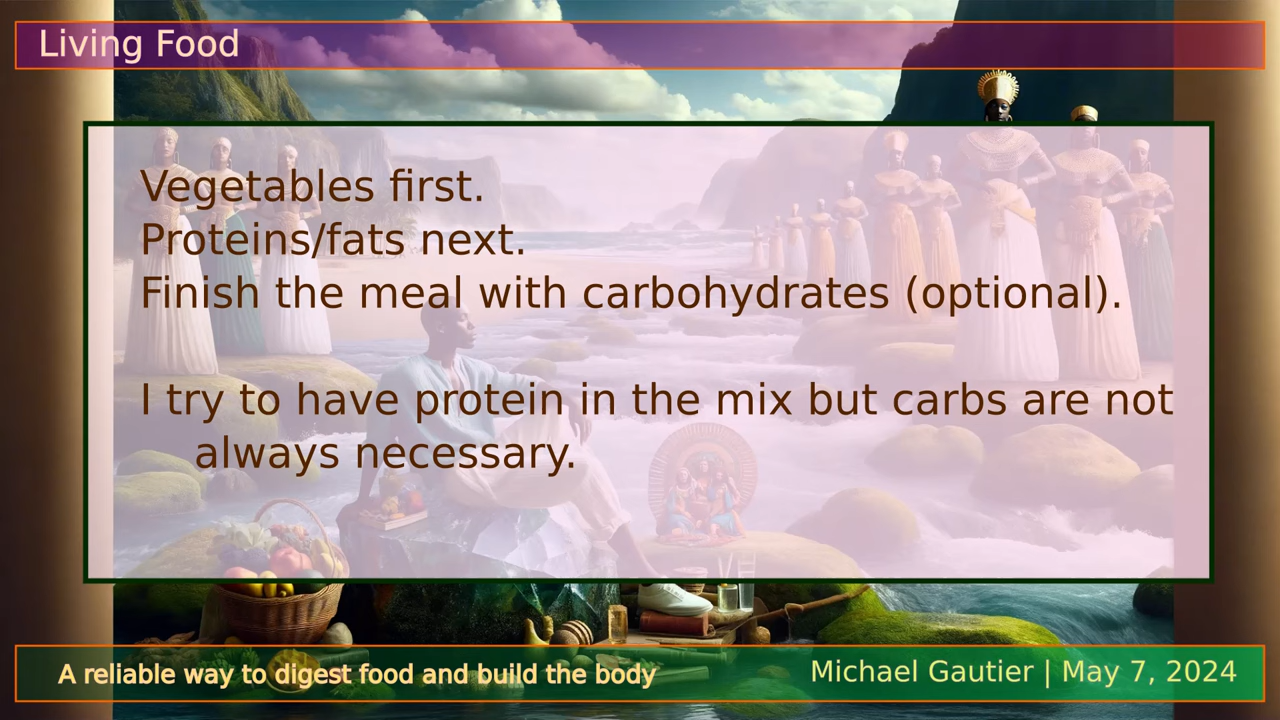 Living Food
Vegetables first.
Proteins/fats next.
Finish the meal with carbohydrates (optional).
I try to have protein in the mix but carbs are not
always necessary.
A reliable way to digest food and build the body
Michael Gautier | May 7, 2024